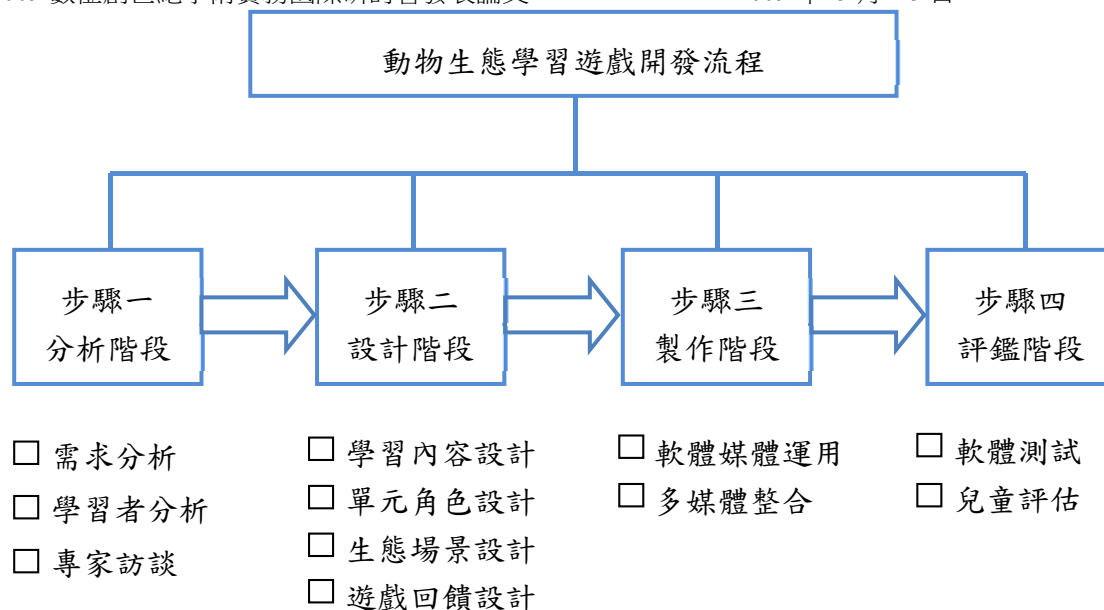 動物生態學習遊戲開發流程
步驟一
分析階段
步驟二
設計階段
步驟三
製作階段
步驟四
評鑑階段
□ 需求分析
□ 學習者分析
□ 專家訪談
□ 學習內容設計
□ 單元角色設計
□ 生態場景設計
□ 遊戲回饋設計
□ 軟體媒體運用
□ 多媒體整合
□ 軟體測試
□ 兒童評估